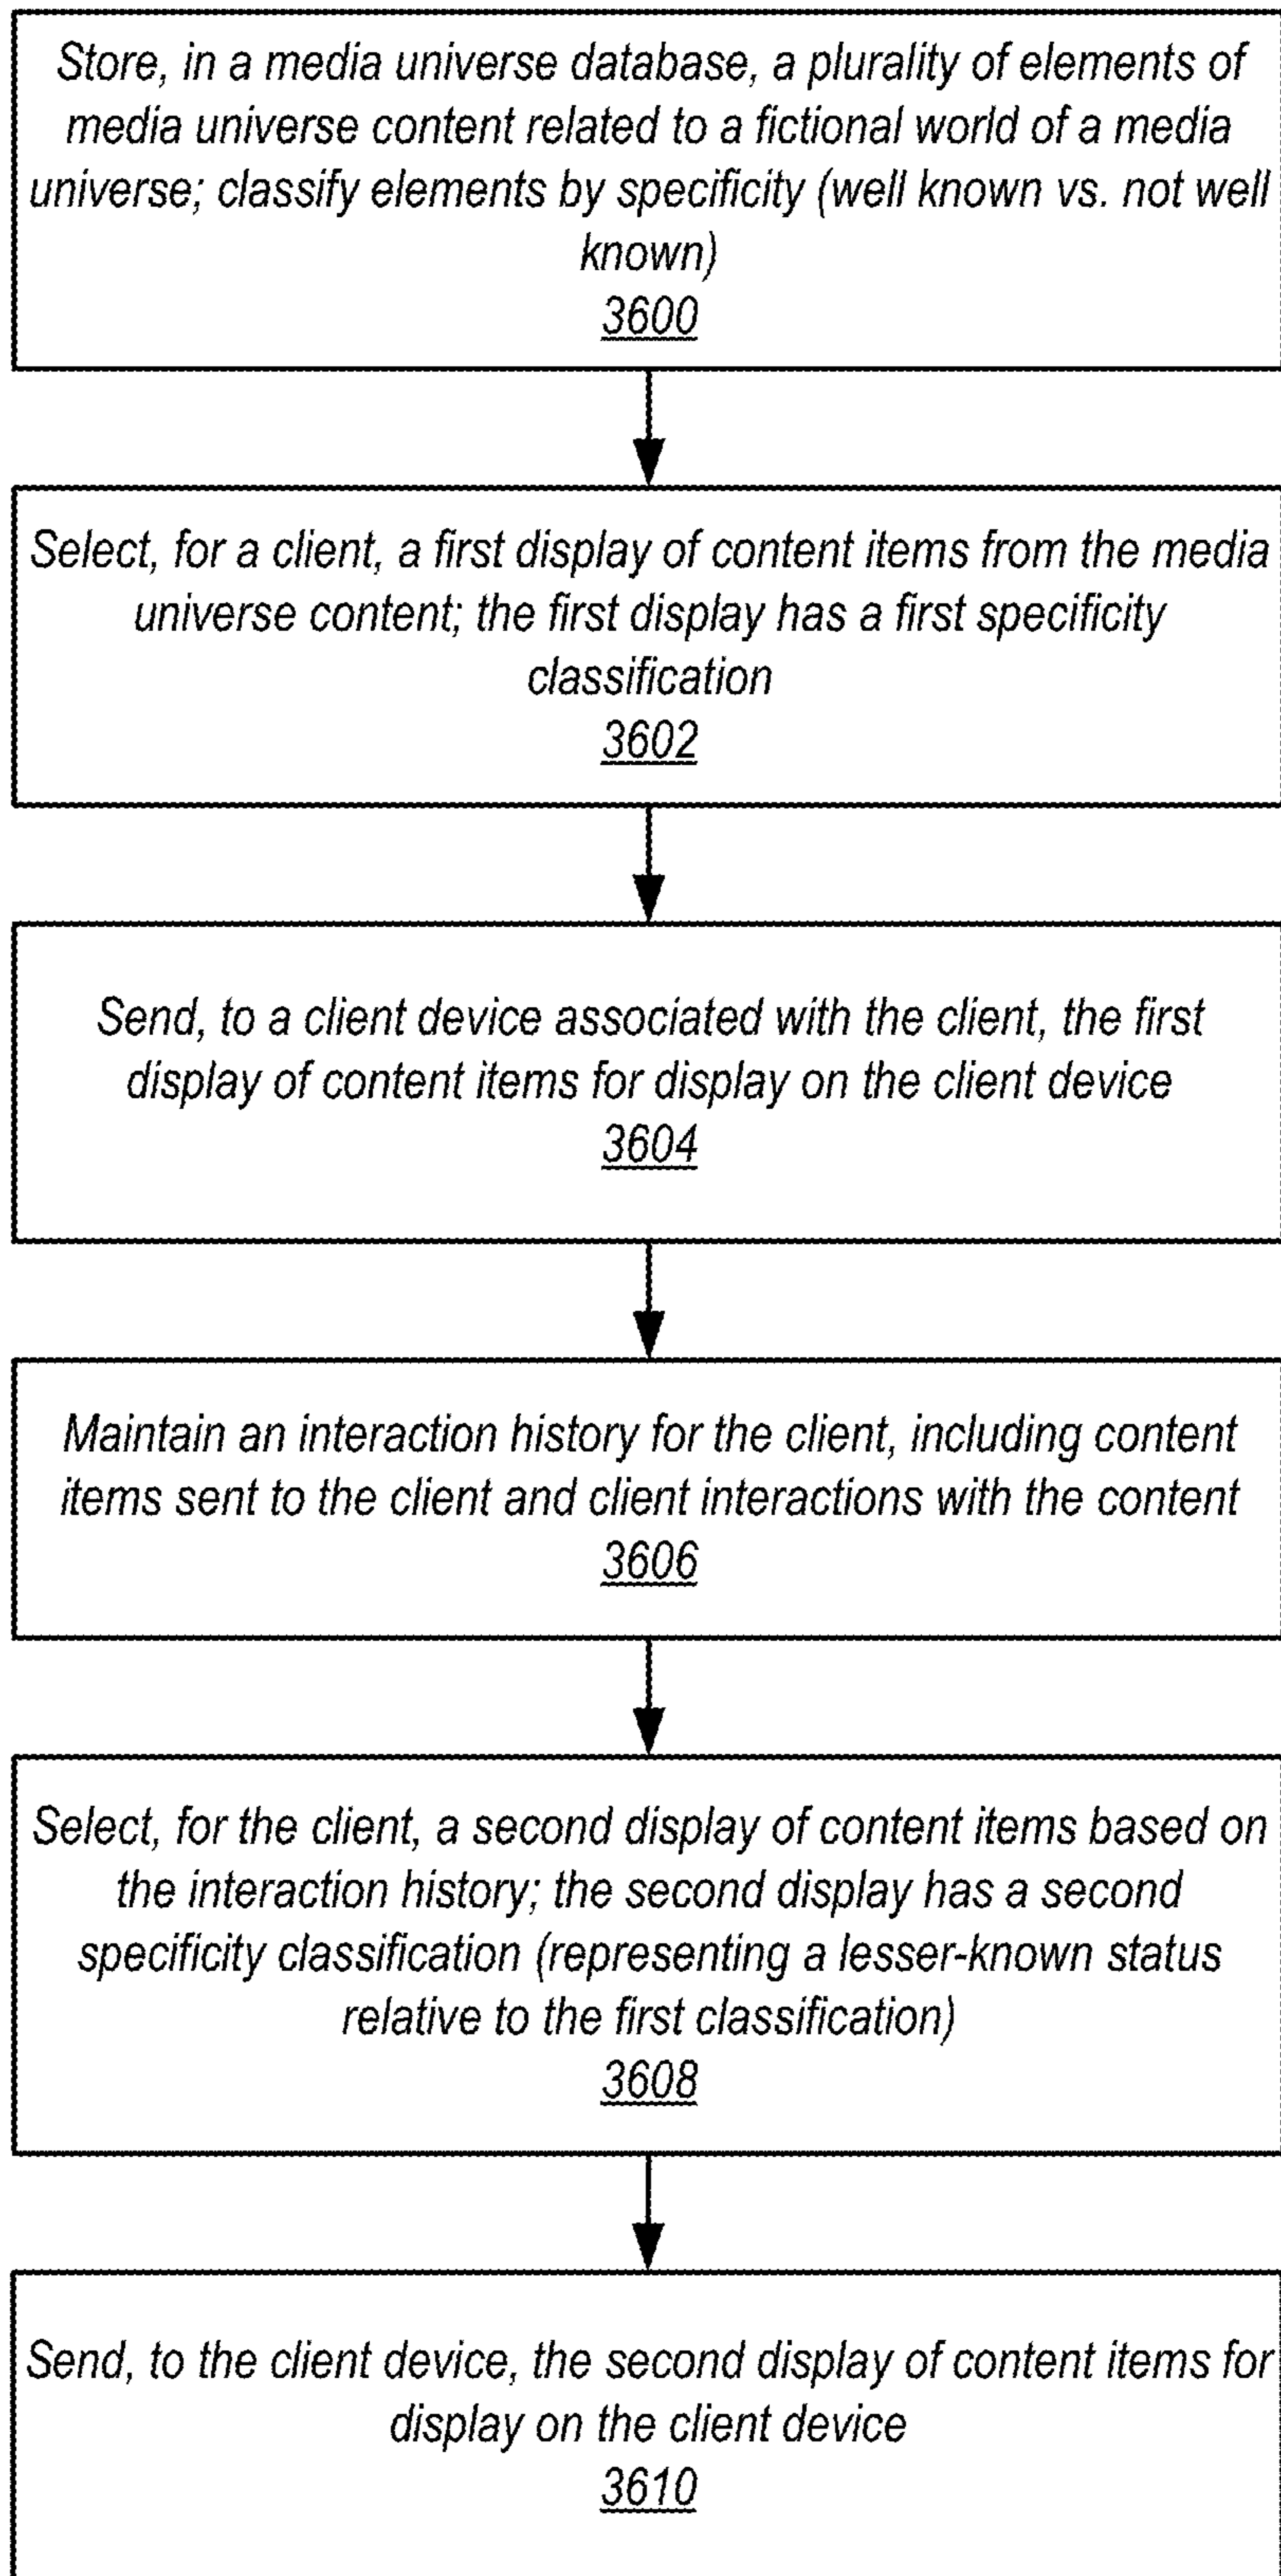 Store, in a media universe database, a plurality of elements of
media universe content related to a fictional world of a media
universe; classify elements by specificity (well known vs. not well
known)
3600
Select, for a client, a first display of content items from the media
universe content; the first display has a first specificity
classification
3602
Send, to a client device associated with the client, the first
display of content items for display on the client device
3604
Maintain an interaction history for the client, including content
items sent to the client and client interactions with the content
3606
Select, for the client, a second display of content items based on
the interaction history; the second display has a second
specificity classification (representing a lesser-known status
relative to the first classification)
3608
Send, to the client device, the second display of content items for
display on the client device
3610